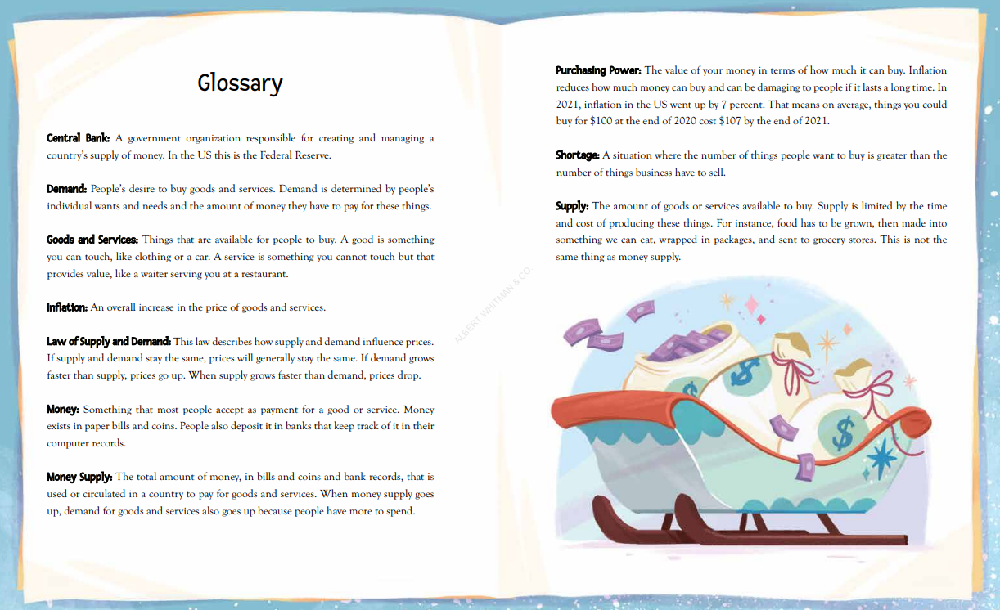 Glossary
Central Bank: A government organization responsible for creating and managing a
country's supply of money. In the US this is the Federal Reserve.
Demand: People's desire to buy goods and services. Demand is determined by people's
individual wants and needs and the amount of money they have to pay for these things.
Goods and Services: Things that are available for people to buy. A good is something
you can touch, like clothing or a car. A service is something you cannot touch but that
provides value, like a waiter serving you at a restaurant.
Inflation: An overall increase in the price of goods and services.
Law of Supply and Demand: This law describes how supply and demand influence prices.
If supply and demand stay the same, prices will generally stay the same. If demand grows
faster than supply, prices go up. When supply grows faster than demand, prices drop.
Money: Something that most people accept as payment for a good or service. Money
exists in paper bills and coins. People also deposit it in banks that keep track of it in their
computer records.
Money Supply: The total amount of money, in bills and coins and bank records, that is
used or circulated in a country to pay for goods and services. When money supply goes
up, demand for goods and services also goes up because people have more to spend.
ALBERT WHITMAN & CO.
Purchasing Power: The value of your money in terms of how much it can buy. Inflation
reduces how much money can buy and can be damaging to people if it lasts a long time. In
2021, inflation in the US went up by 7 percent. That means on average, things you could
buy for $100 at the end of 2020 cost $107 by the end of 2021.
Shortage: A situation where the number of things people want to buy is greater than the
number of things business have to sell.
Supply: The amount of goods or services available to buy. Supply is limited by the time
and cost of producing these things. For instance, food has to be grown, then made into
something we can eat, wrapped in packages, and sent to grocery stores. This is not the
same thing as money supply.
$
$
$